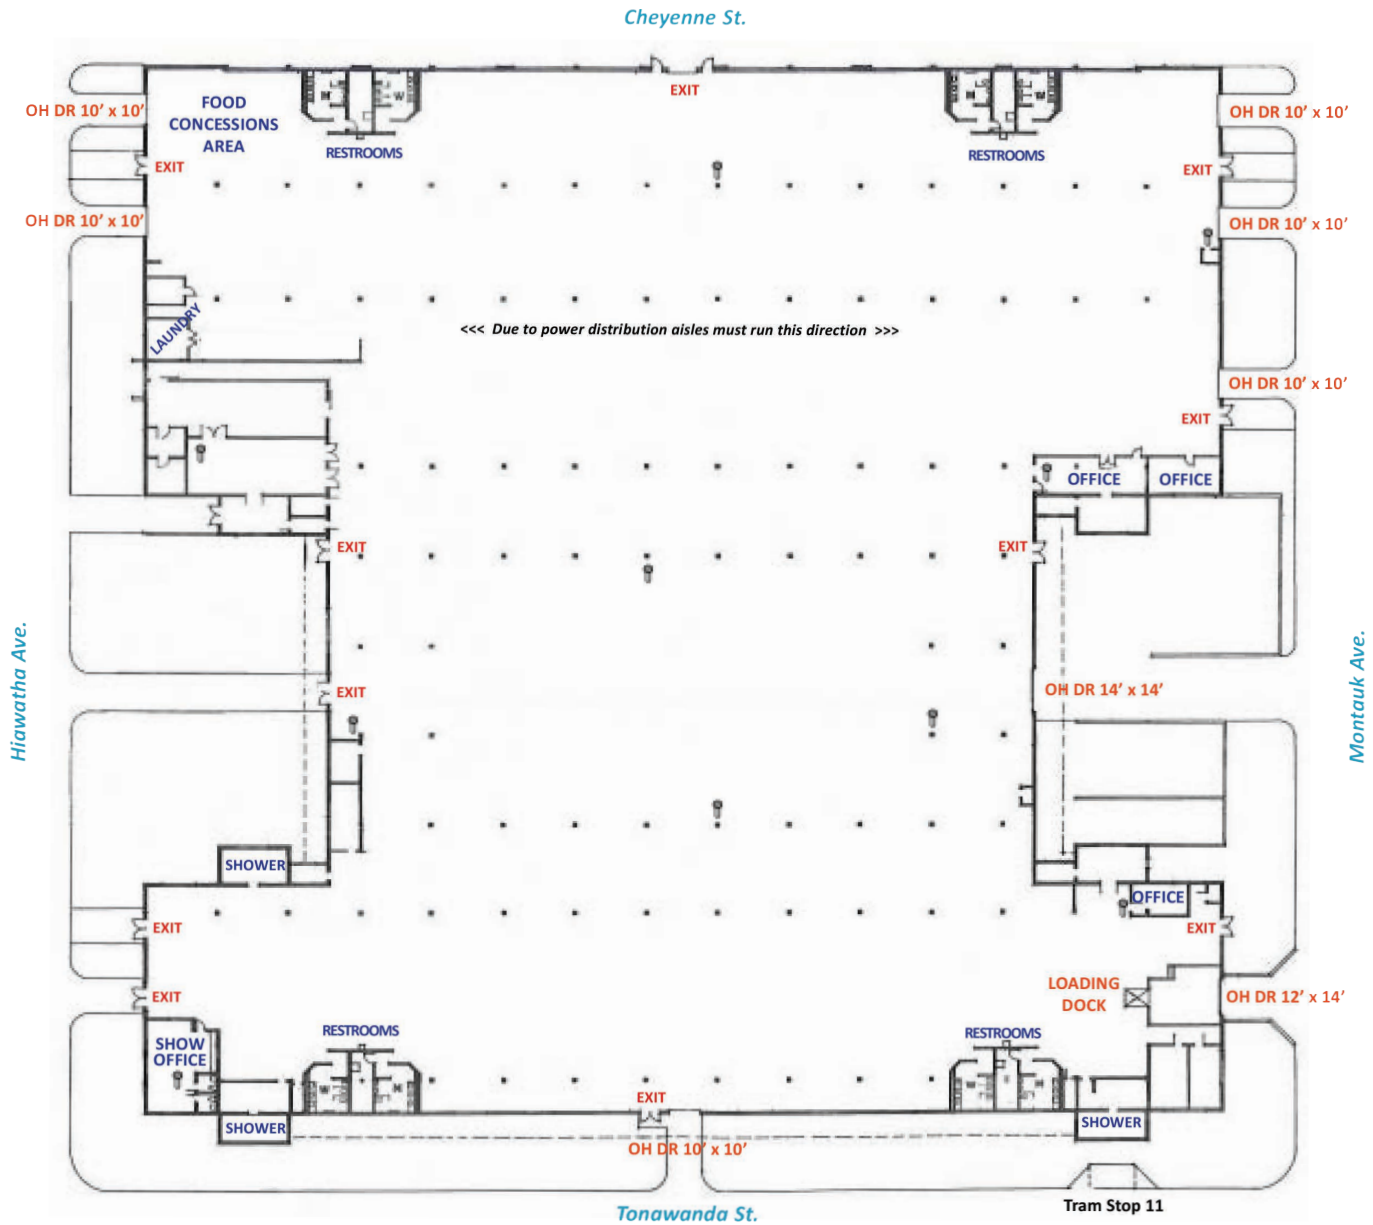 Cheyenne St.
EXIT
OH DR 10’ x 10’
FOOD
CONCESSIONS
AREA
OH DR 10’ x 10’
RESTROOMS
RESTROOMS
EXIT
EXIT
OH DR 10’ x 10’
OH DR 10’ x 10’
LAUNDRY
<<< Due to power distribution aisles must run this direction >>>
OH DR 10’ x 10’
EXIT
OFFICE
OFFICE
EXIT
EXIT
Hiawatha Ave.
Montauk Ave.
EXIT
OH DR 14’ x 14’
SHOWER
OFFICE
EXIT
EXIT
EXIT
LOADING
DOCK
OH DR 12’ x 14’
SHOW
OFFICE
RESTROOMS
RESTROOMS
EXIT
SHOWER
SHOWER
OH DR 10’ x 10’
Tram Stop 11
Tonawanda St.